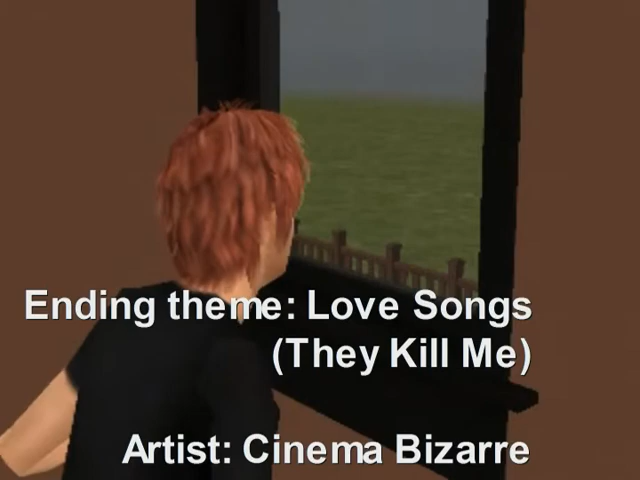 Ending theme: Love Songs
(They Kill Me)
Artist: Cinema Bizarre